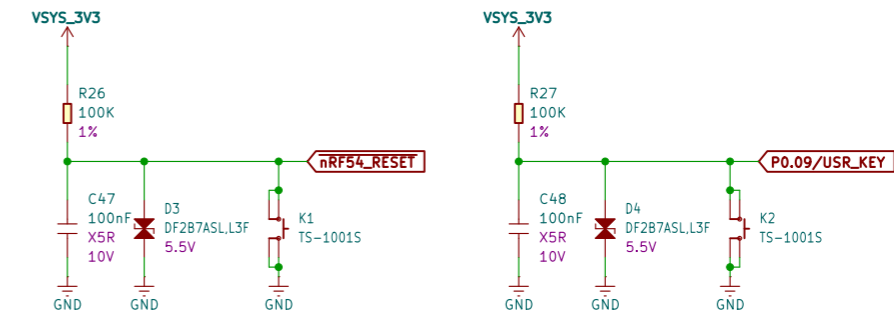 VSYS_3V3
R26
100K
1%
nRF54_RESET
C47
100nF
X5R
10V
D3
DF2B7ASL,L3F
5.5V
K1
TS-1001S
GND
GND
GND
VSYS_3V3
R27
100K
1%
P0.09/USR_KEY
C48
100nF
X5R
10V
D4
DF2B7ASL,L3F
5.5V
K2
TS-1001S
GND
GND
GND